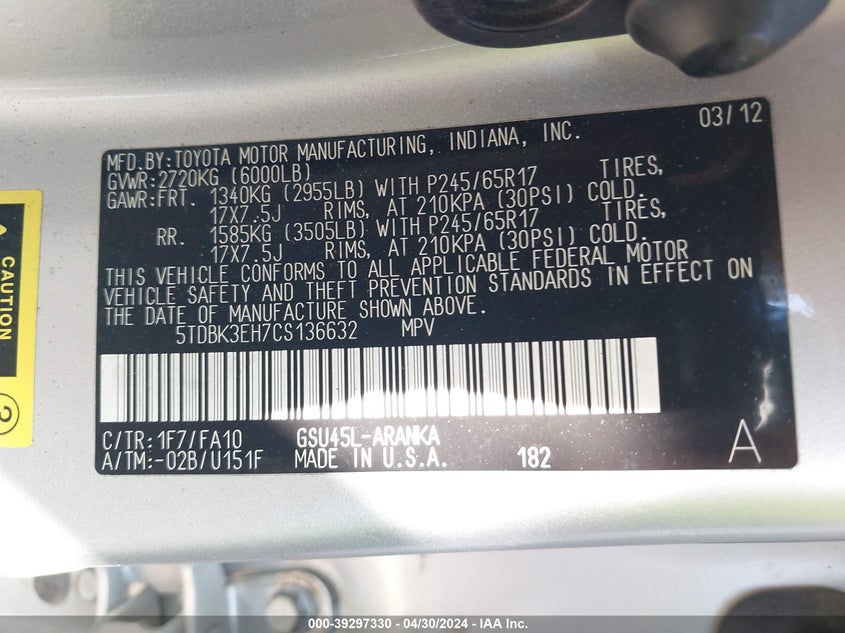 03/12
MFD.BY:TOYOTA MOTOR MANUFACTURING, INDIANA, INC.
GVWR:2720KG (6000LB)
GAWR:FRT. 1340KG (2955LB) WITH P245/65R17 TIRES,
17X7.5J RIMS, AT 210KPA (30PSI) COLD.
RR. 1585KG (3505LB) WITH P245/65R17 TIRES,
17X7.5J RIMS, AT 210KPA (30PSI) COLD.
THIS VEHICLE CONFORMS TO ALL APPLICABLE FEDERAL MOTOR
VEHICLE SAFETY AND THEFT PREVENTION STANDARDS IN EFFECT ON
THE DATE OF MANUFACTURE SHOWN ABOVE.
5TDBK3EH7CS136632 MPV
C/TR:1F7/FA10 GSU45L-ARANKA
A/TM:-02B/U151F MADE IN U.S.A. 182
A
CAUTION
2
000-39297330 - 04/30/2024 - IAA Inc.